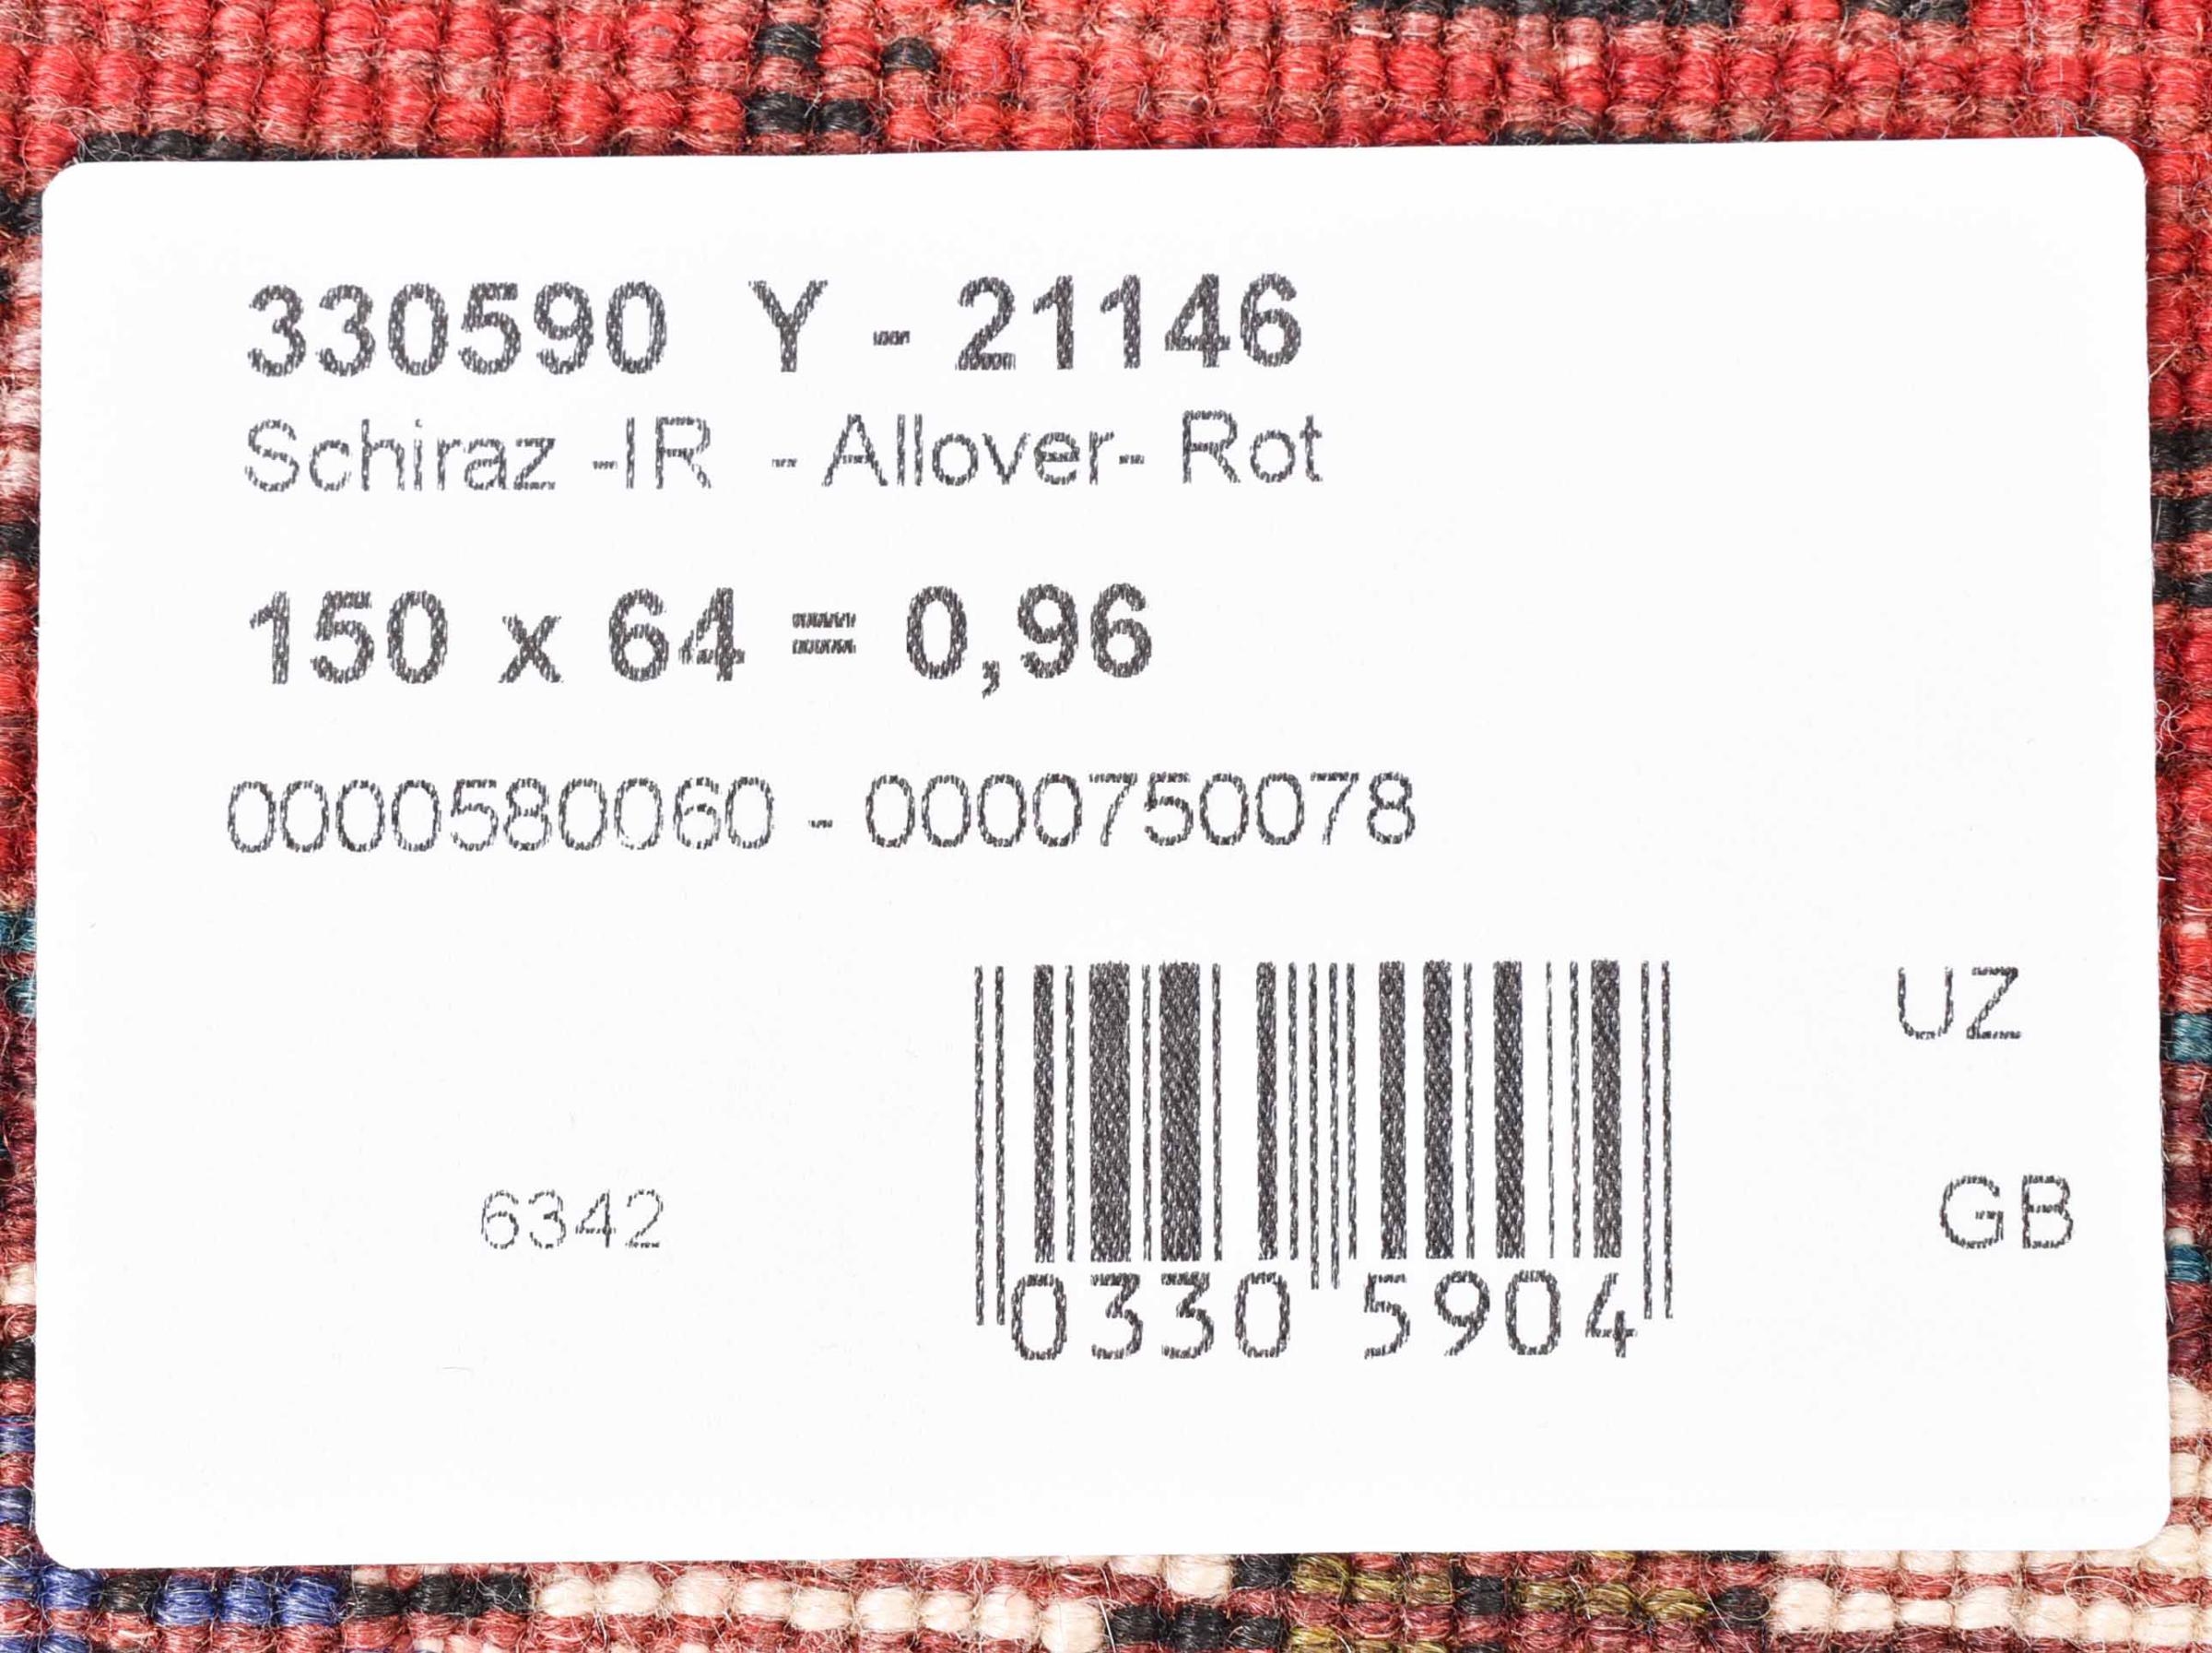 330590 Y - 21146
Schiraz -IR - Allover- Rot
150 x 64 = 0,96
0000580060 - 0000750078
UZ
6342
GB
0330 5904